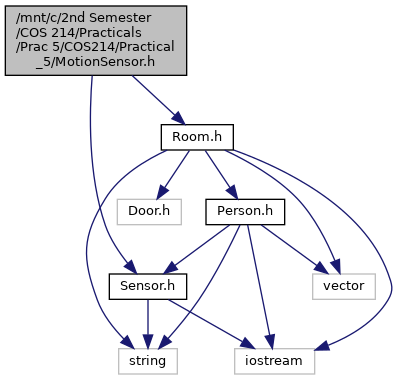 /mnt/c/2nd Semester
/COS 214/Practicals
/Prac 5/COS214/Practical
_5/MotionSensor.h
Room.h
Door.h
Person.h
Sensor.h
vector
string
iostream